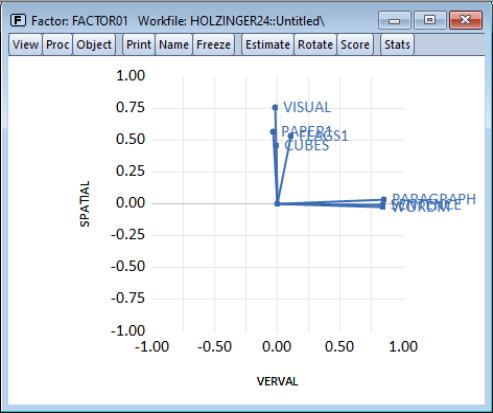 Factor: FACTOR01 Workfile: HOLZINGER24::Untitled\
View Proc Object Print Name Freeze Estimate Rotate Score Stats
1.00
0.75
VISUAL
PAPER1
FLAGS1
0.50
CUBES
0.25
PARAGRAPH
0.00
SENTENCE
WORDM
-0.25
-0.50
-0.75
-1.00
SPATIAL
-1.00 -0.50 0.00 0.50 1.00
VERVAL